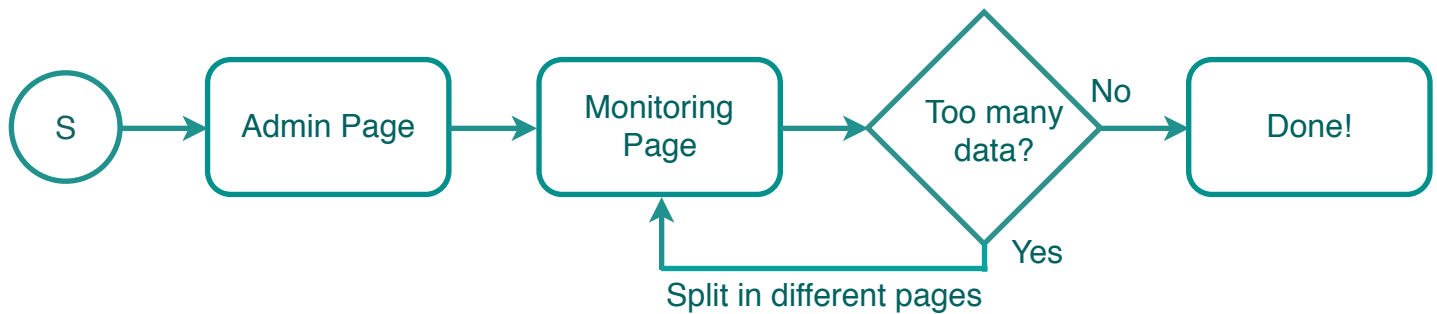 S
Admin Page
Monitoring
Page
Too many
data?
No
Done!
Yes
Split in different pages